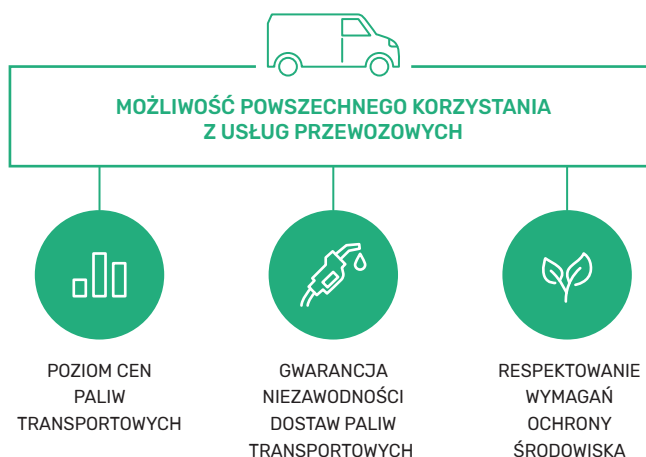 MOŻLIWOŚĆ POWSZECHNEGO KORZYSTANIA
Z USŁUG PRZEWOZOWYCH
POZIOM CEN
PALIW
TRANSPORTOWYCH
GWARANCJA
NIEZAWODNOŚCI
DOSTAW PALIW
TRANSPORTOWYCH
RESPEKTOWANIE
WYMAGAŃ
OCHRONY
ŚRODOWISKA